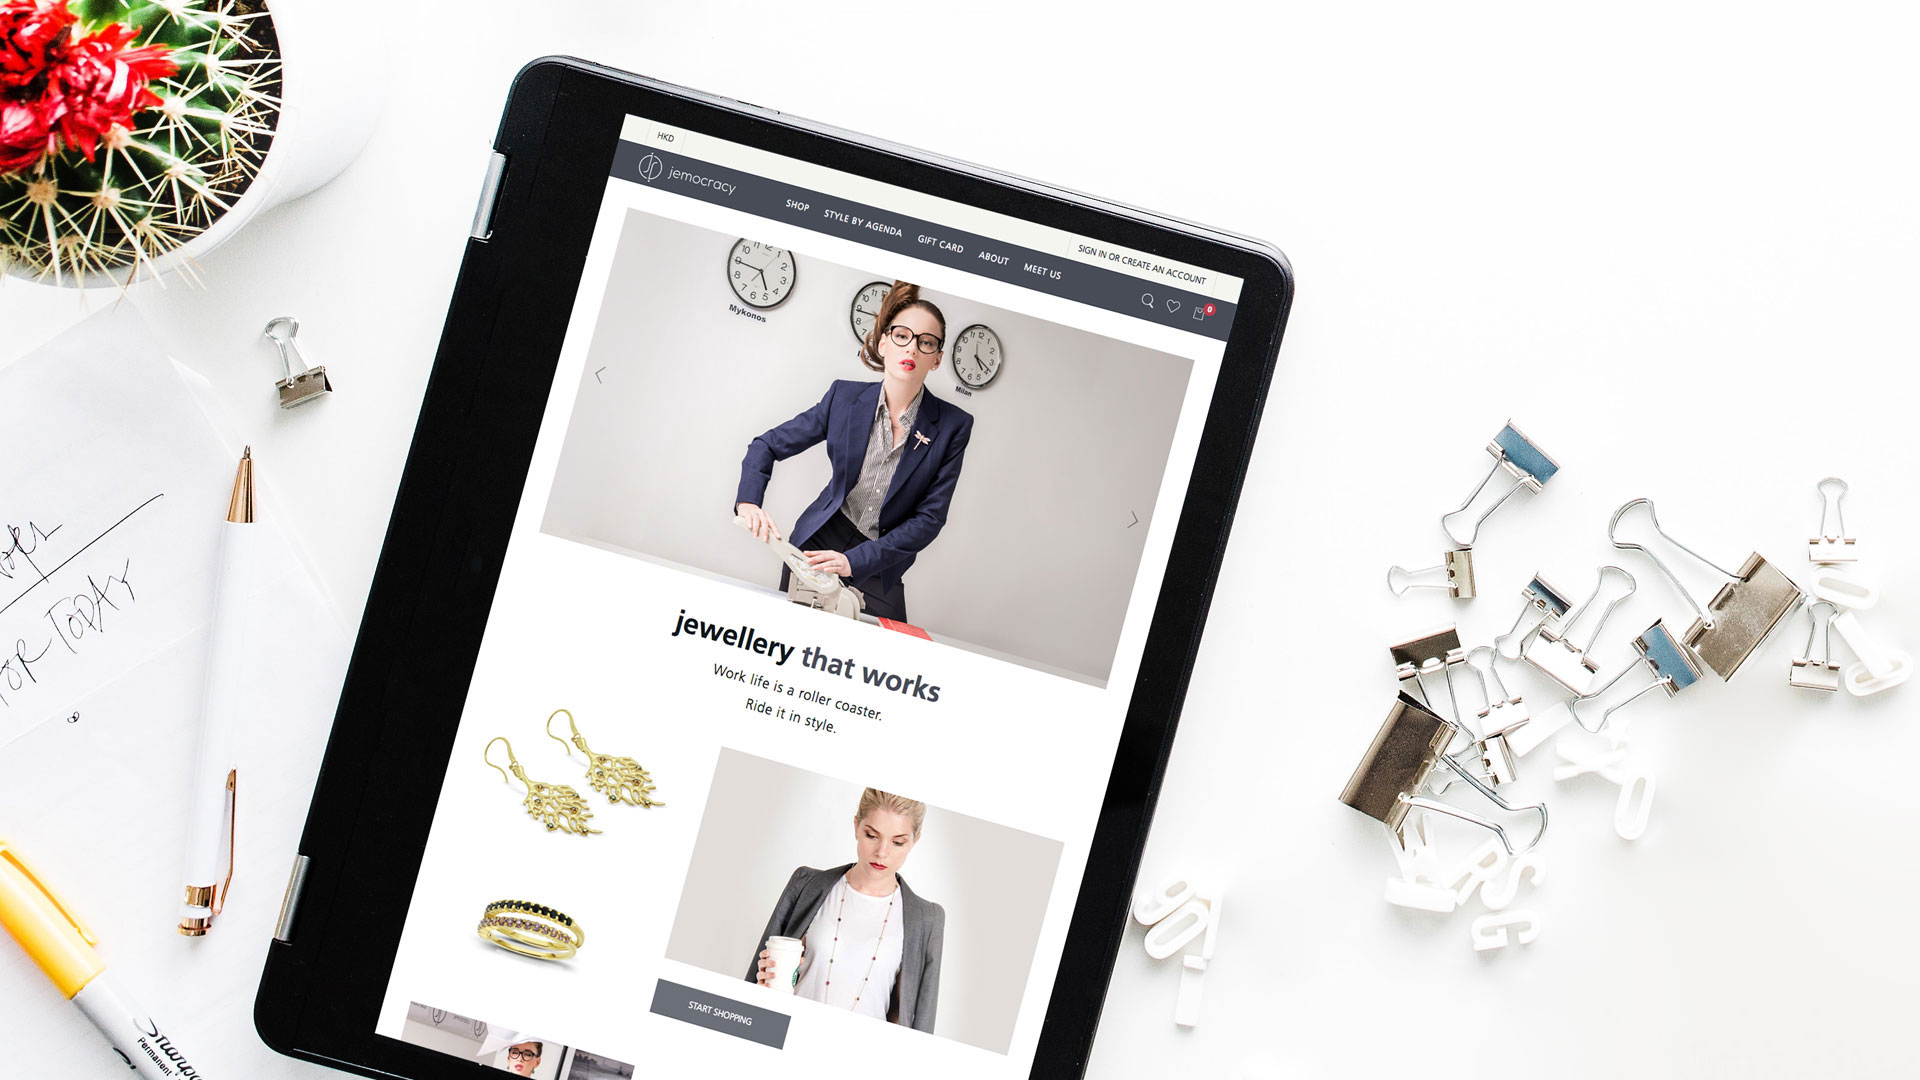 HKD
SIGN IN OR CREATE AN ACCOUNT
jemocracy
SHOP STYLE BY AGENDA GIFT CARD ABOUT MEET US
0
Mykonos
Milan
jewellery that works
Work life is a roller coaster.
Ride it in style.
START SHOPPING
FOR TODAY
Sharpie
Permanent